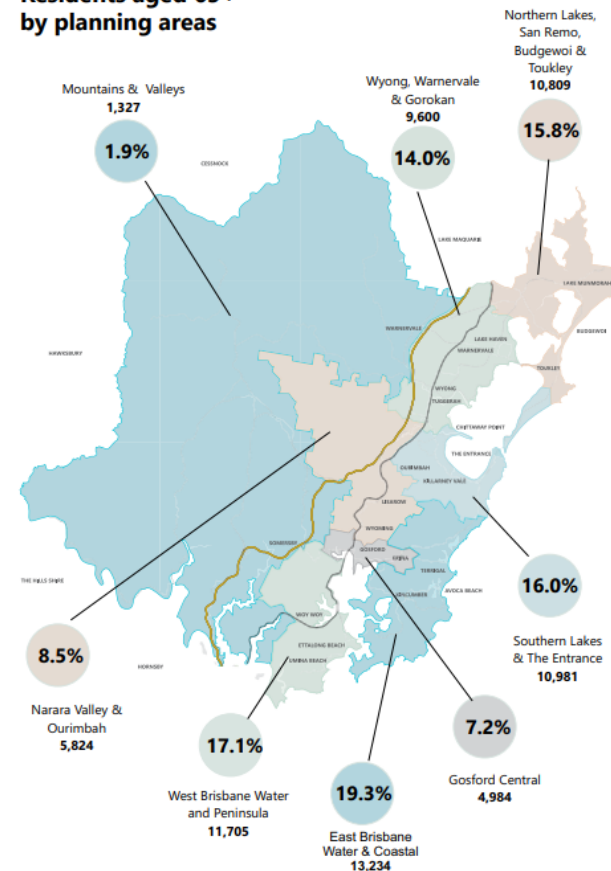 by planning areas
Northern Lakes,
San Remo,
Budgewoi &
Toukley
10,809
15.8%
Mountains & Valleys
1,327
1.9%
Wyong, Warnervale
& Gorokan
9,600
14.0%
CESSNOCK
LAKE MAQUARIE
LAKE MUNMORAH
BUDGEWOI
WARNERVALE
LAKE HAVEN
WARNERVALE
HAWKSBURY
TOUKLEY
WYONG
TUGGERAH
CHITTAWAY POINT
THE ENTRANCE
OURIMBAH
KILLARNEY VALE
LISAROW
WYOMING
SOMERSBY
GOSFORD
ERINA
TERRIGAL
THE HILLS SHIRE
AVOCA BEACH
WOY WOY
ETTALONG BEACH
UMINA BEACH
HORNSBY
16.0%
Southern Lakes
& The Entrance
10,981
8.5%
Narara Valley &
Ourimbah
5,824
17.1%
West Brisbane Water
and Peninsula
11,705
19.3%
East Brisbane
Water & Coastal
13,234
7.2%
Gosford Central
4,984